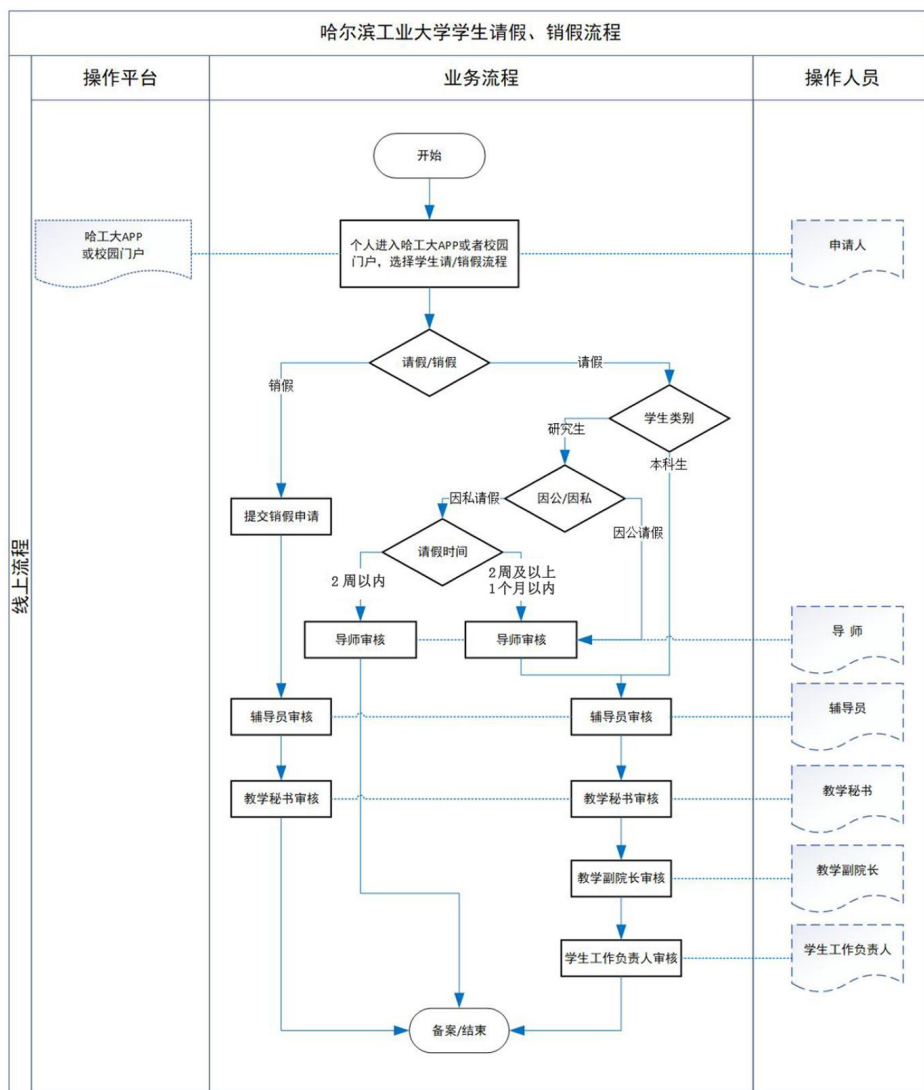 哈尔滨工业大学学生请假、销假流程
操作平台
业务流程
操作人员
线上流程
开始
哈工大APP
或校园门户
个人进入哈工大APP或者校园
门户，选择学生请/销假流程
申请人
请假/销假
销假
请假
学生类别
研究生
本科生
因公/因私
因私请假
因公请假
提交销假申请
请假时间
2 周以内
2 周及以上
1 个月以内
导师审核
导师审核
导 师
辅导员审核
辅导员审核
辅导员
教学秘书审核
教学秘书审核
教学秘书
教学副院长审核
教学副院长
学生工作负责人审核
学生工作负责人
备案/结束